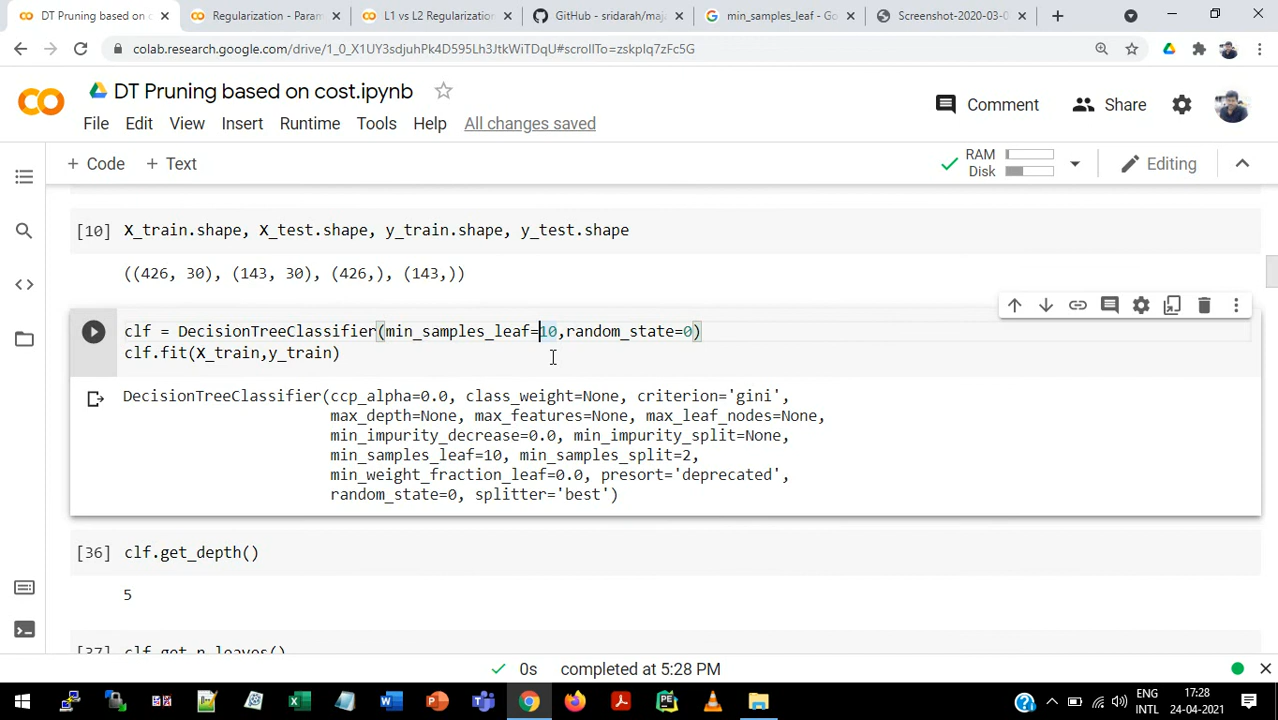 DT Pruning based on co
Regularization - Param
L1 vs L2 Regularization
GitHub - sridarah/maj
min_samples_leaf - Go
Screenshot-2020-03-0
colab.research.google.com/drive/1_0_X1UY3sdjuhPk4D595Lh3JtkWiTDqU#scrollTo=zskpIq7zFc5G
DT Pruning based on cost.ipynb
File Edit View Insert Runtime Tools Help All changes saved
Comment
Share
+ Code + Text
RAM
Disk
Editing
[10] X_train.shape, X_test.shape, y_train.shape, y_test.shape
((426, 30), (143, 30), (426,), (143,))
clf = DecisionTreeClassifier(min_samples_leaf=10,random_state=0)
clf.fit(X_train,y_train)
DecisionTreeClassifier(ccp_alpha=0.0, class_weight=None, criterion='gini',
max_depth=None, max_features=None, max_leaf_nodes=None,
min_impurity_decrease=0.0, min_impurity_split=None,
min_samples_leaf=10, min_samples_split=2,
min_weight_fraction_leaf=0.0, presort='deprecated',
random_state=0, splitter='best')
[36] clf.get_depth()
5
[37] clf.get_n_leaves()
0s completed at 5:28 PM
ENG
INTL
17:28
24-04-2021